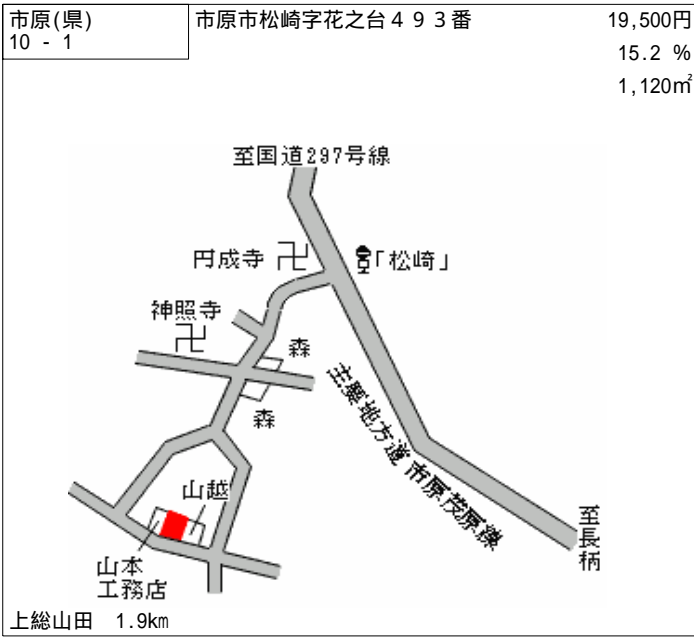 市原(県)
10 - 1
市原市松崎字花之台４９３番
19,500円
15.2 %
1,120㎡
至国道297号線
円成寺
「松崎」
神照寺
森
森
主要地方道 市原茂原線
山越
山本
工務店
至長柄
上総山田 1.9km